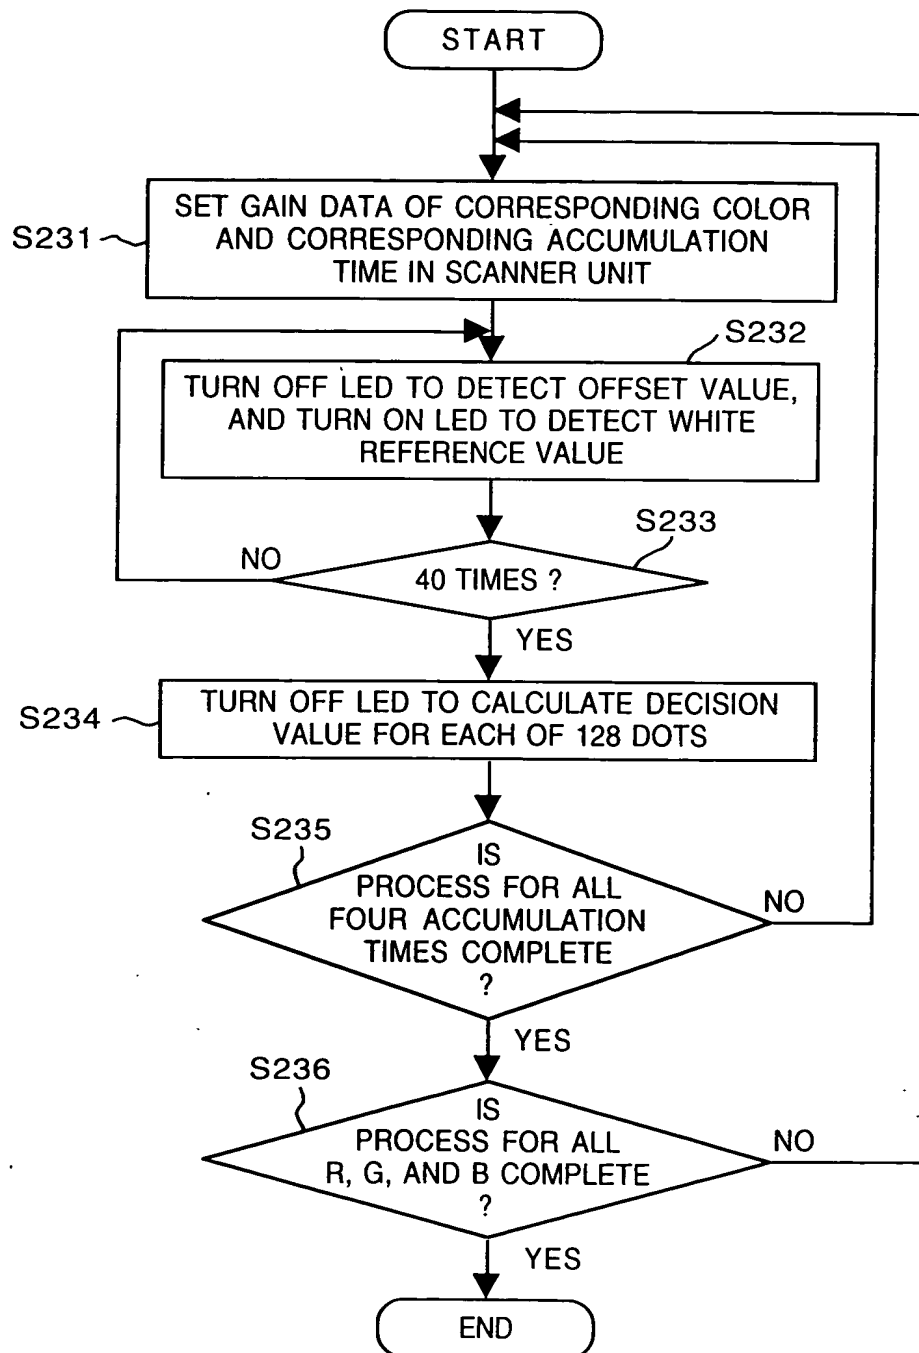 START
SET GAIN DATA OF CORRESPONDING COLOR
AND CORRESPONDING ACCUMULATION
TIME IN SCANNER UNIT
S231
S232
TURN OFF LED TO DETECT OFFSET VALUE,
AND TURN ON LED TO DETECT WHITE
REFERENCE VALUE
S233
NO
40 TIMES ?
YES
S234
TURN OFF LED TO CALCULATE DECISION
VALUE FOR EACH OF 128 DOTS
S235
IS
PROCESS FOR ALL
FOUR ACCUMULATION
TIMES COMPLETE
?
NO
YES
S236
IS
PROCESS FOR ALL
R, G, AND B COMPLETE
?
NO
YES
END